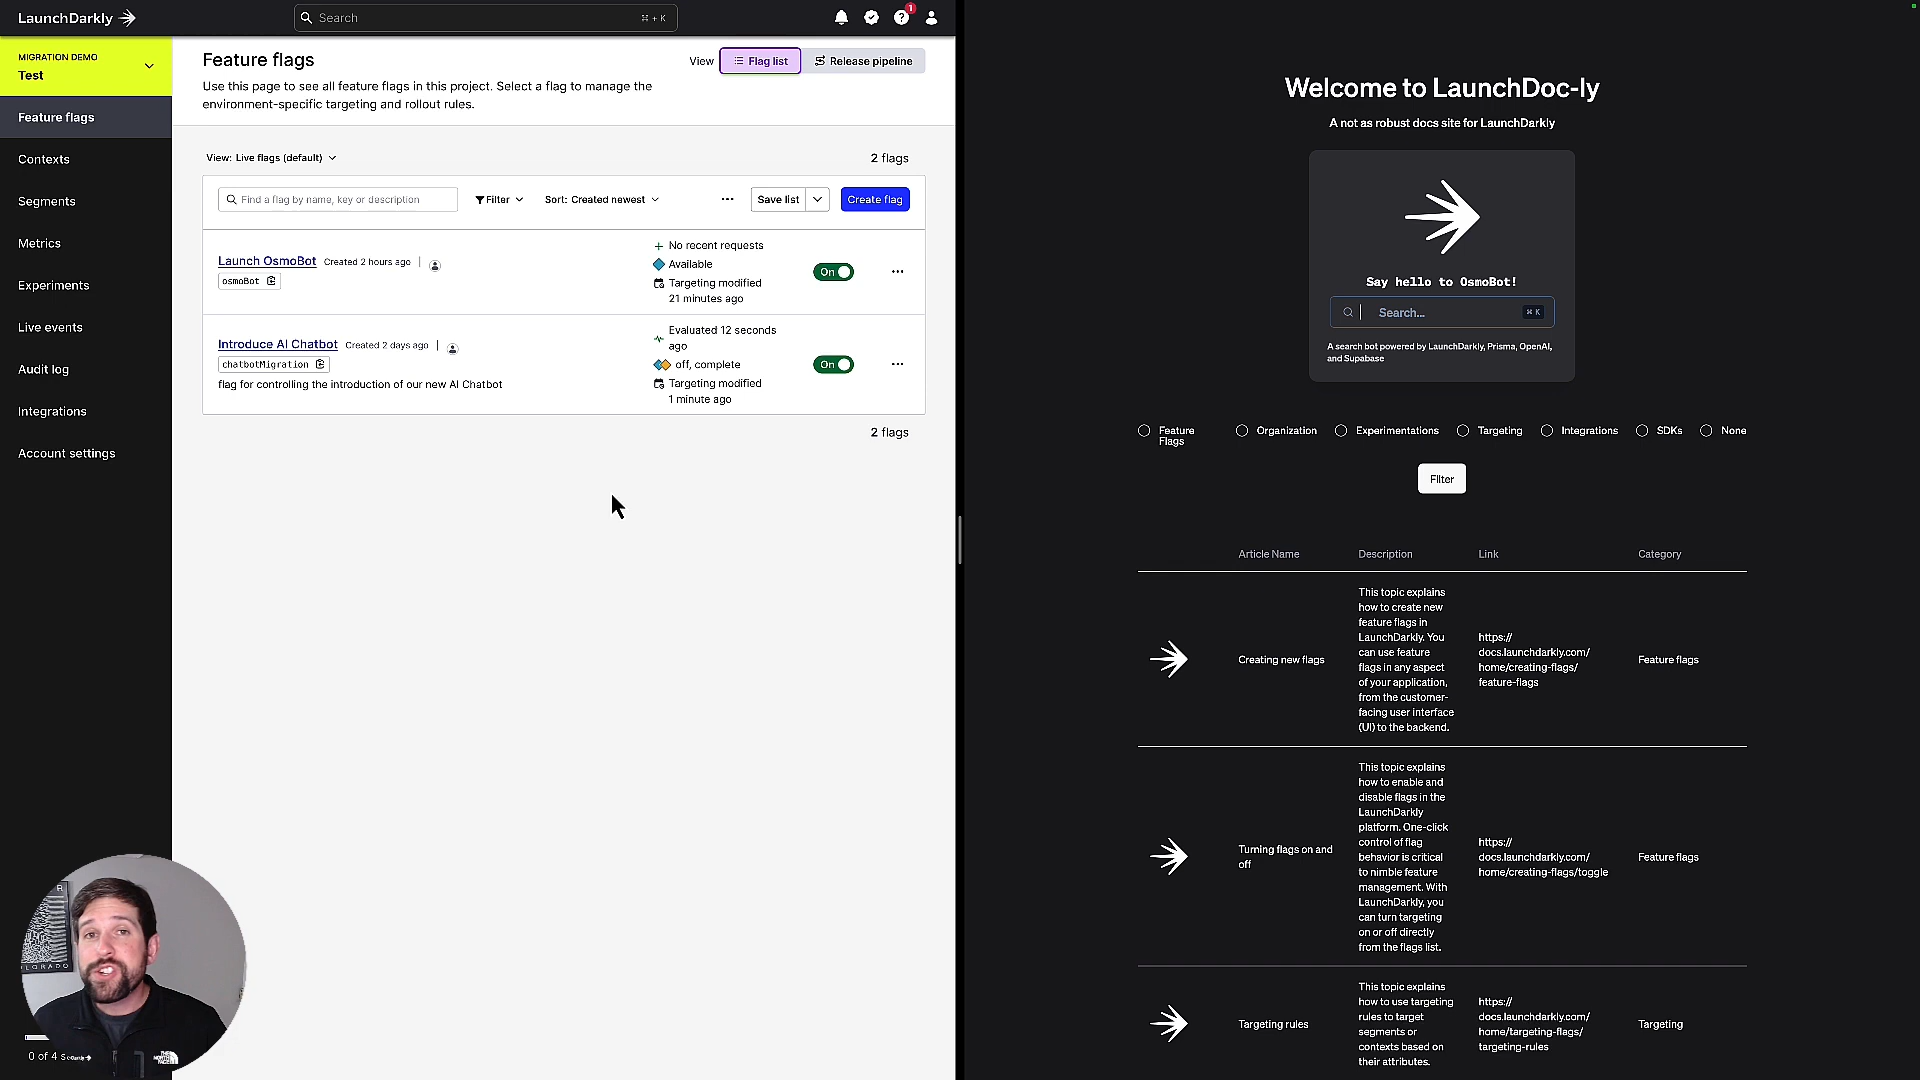 LaunchDarkly
Search
⌘ + K
1
MIGRATION DEMO
Test
Feature flags
Contexts
Segments
Metrics
Experiments
Live events
Audit log
Integrations
Account settings
0 of 4 s
Feature flags
Use this page to see all feature flags in this project. Select a flag to manage the
environment-specific targeting and rollout rules.
View
Flag list
Release pipeline
View: Live flags (default)
2 flags
Find a flag by name, key or description
Filter
Sort: Created newest
Save list
Create flag
Launch OsmoBot
Created 2 hours ago
osmoBot
No recent requests
Available
Targeting modified
21 minutes ago
On
Introduce AI Chatbot
Created 2 days ago
chatbotMigration
flag for controlling the introduction of our new AI Chatbot
Evaluated 12 seconds
ago
off, complete
Targeting modified
1 minute ago
On
2 flags
Welcome to LaunchDoc-ly
A not as robust docs site for LaunchDarkly
Say hello to OsmoBot!
Search...
⌘ K
A search bot powered by LaunchDarkly, Prisma, OpenAI,
and Supabase
Feature
Flags
Organization
Experimentations
Targeting
Integrations
SDKs
None
Filter
Article Name
Description
Link
Category
Creating new flags
This topic explains
how to create new
feature flags in
LaunchDarkly. You
can use feature
flags in any aspect
of your application,
from the customer-
facing user interface
(UI) to the backend.
https://
docs.launchdarkly.com/
home/creating-flags/
feature-flags
Feature flags
Turning flags on and
off
This topic explains
how to enable and
disable flags in the
LaunchDarkly
platform. One-click
control of flag
behavior is critical
to nimble feature
management. With
LaunchDarkly, you
can turn targeting
on or off directly
from the flags list.
https://
docs.launchdarkly.com/
home/creating-flags/toggle
Feature flags
Targeting rules
This topic explains
how to use targeting
rules to target
segments or
contexts based on
their attributes.
https://
docs.launchdarkly.com/
home/targeting-flags/
targeting-rules
Targeting